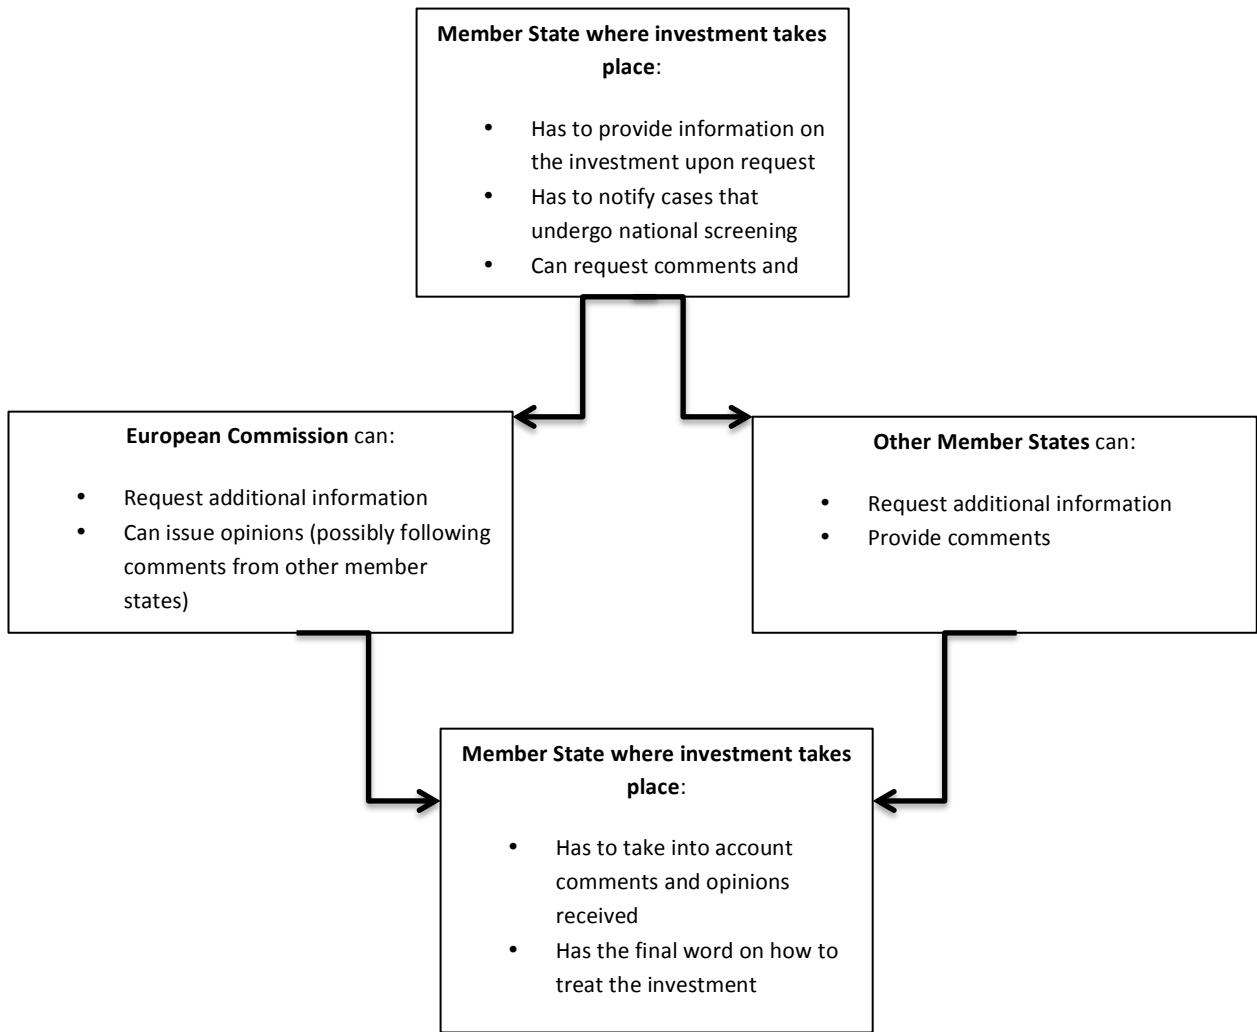 Member State where investment takes
place:
• Has to provide information on
the investment upon request
• Has to notify cases that
undergo national screening
• Can request comments and
European Commission can:
• Request additional information
• Can issue opinions (possibly following
comments from other member
states)
Other Member States can:
• Request additional information
• Provide comments
Member State where investment takes
place:
• Has to take into account
comments and opinions
received
• Has the final word on how to
treat the investment